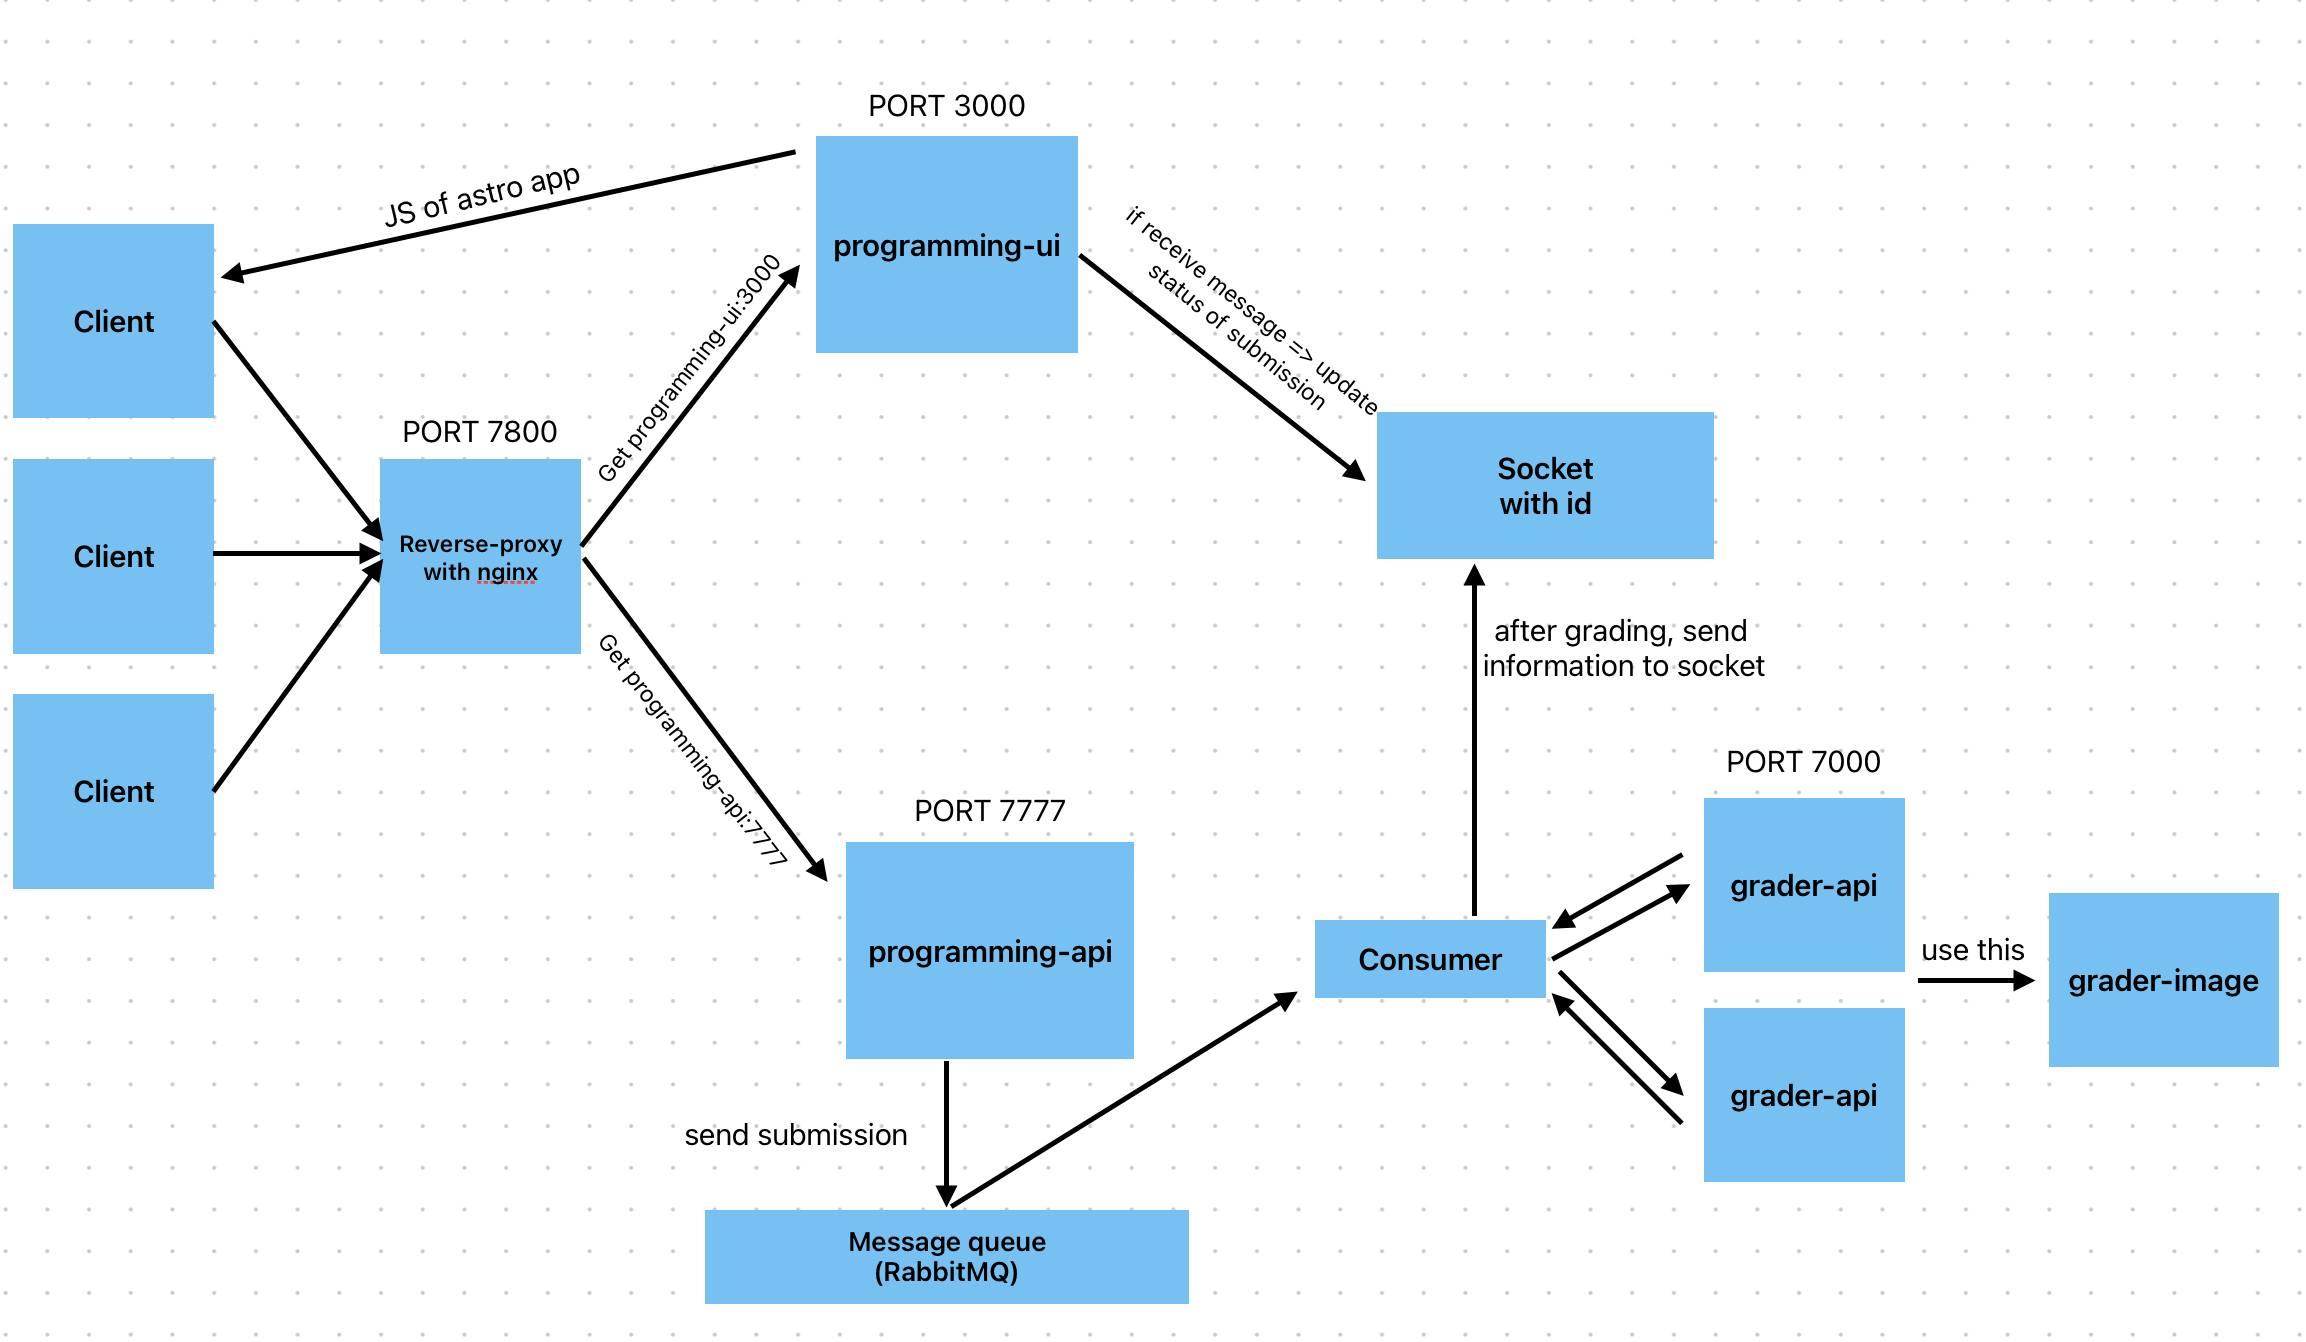 PORT 3000
programming-ui
JS of astro app
Client
Get programming-ui:3000
if receive message => update
status of submission
PORT 7800
Reverse-proxy
with nginx
Client
Socket
with id
Get programming-api:7777
after grading, send
information to socket
Client
PORT 7777
programming-api
PORT 7000
grader-api
Consumer
use this
grader-image
grader-api
send submission
Message queue
(RabbitMQ)